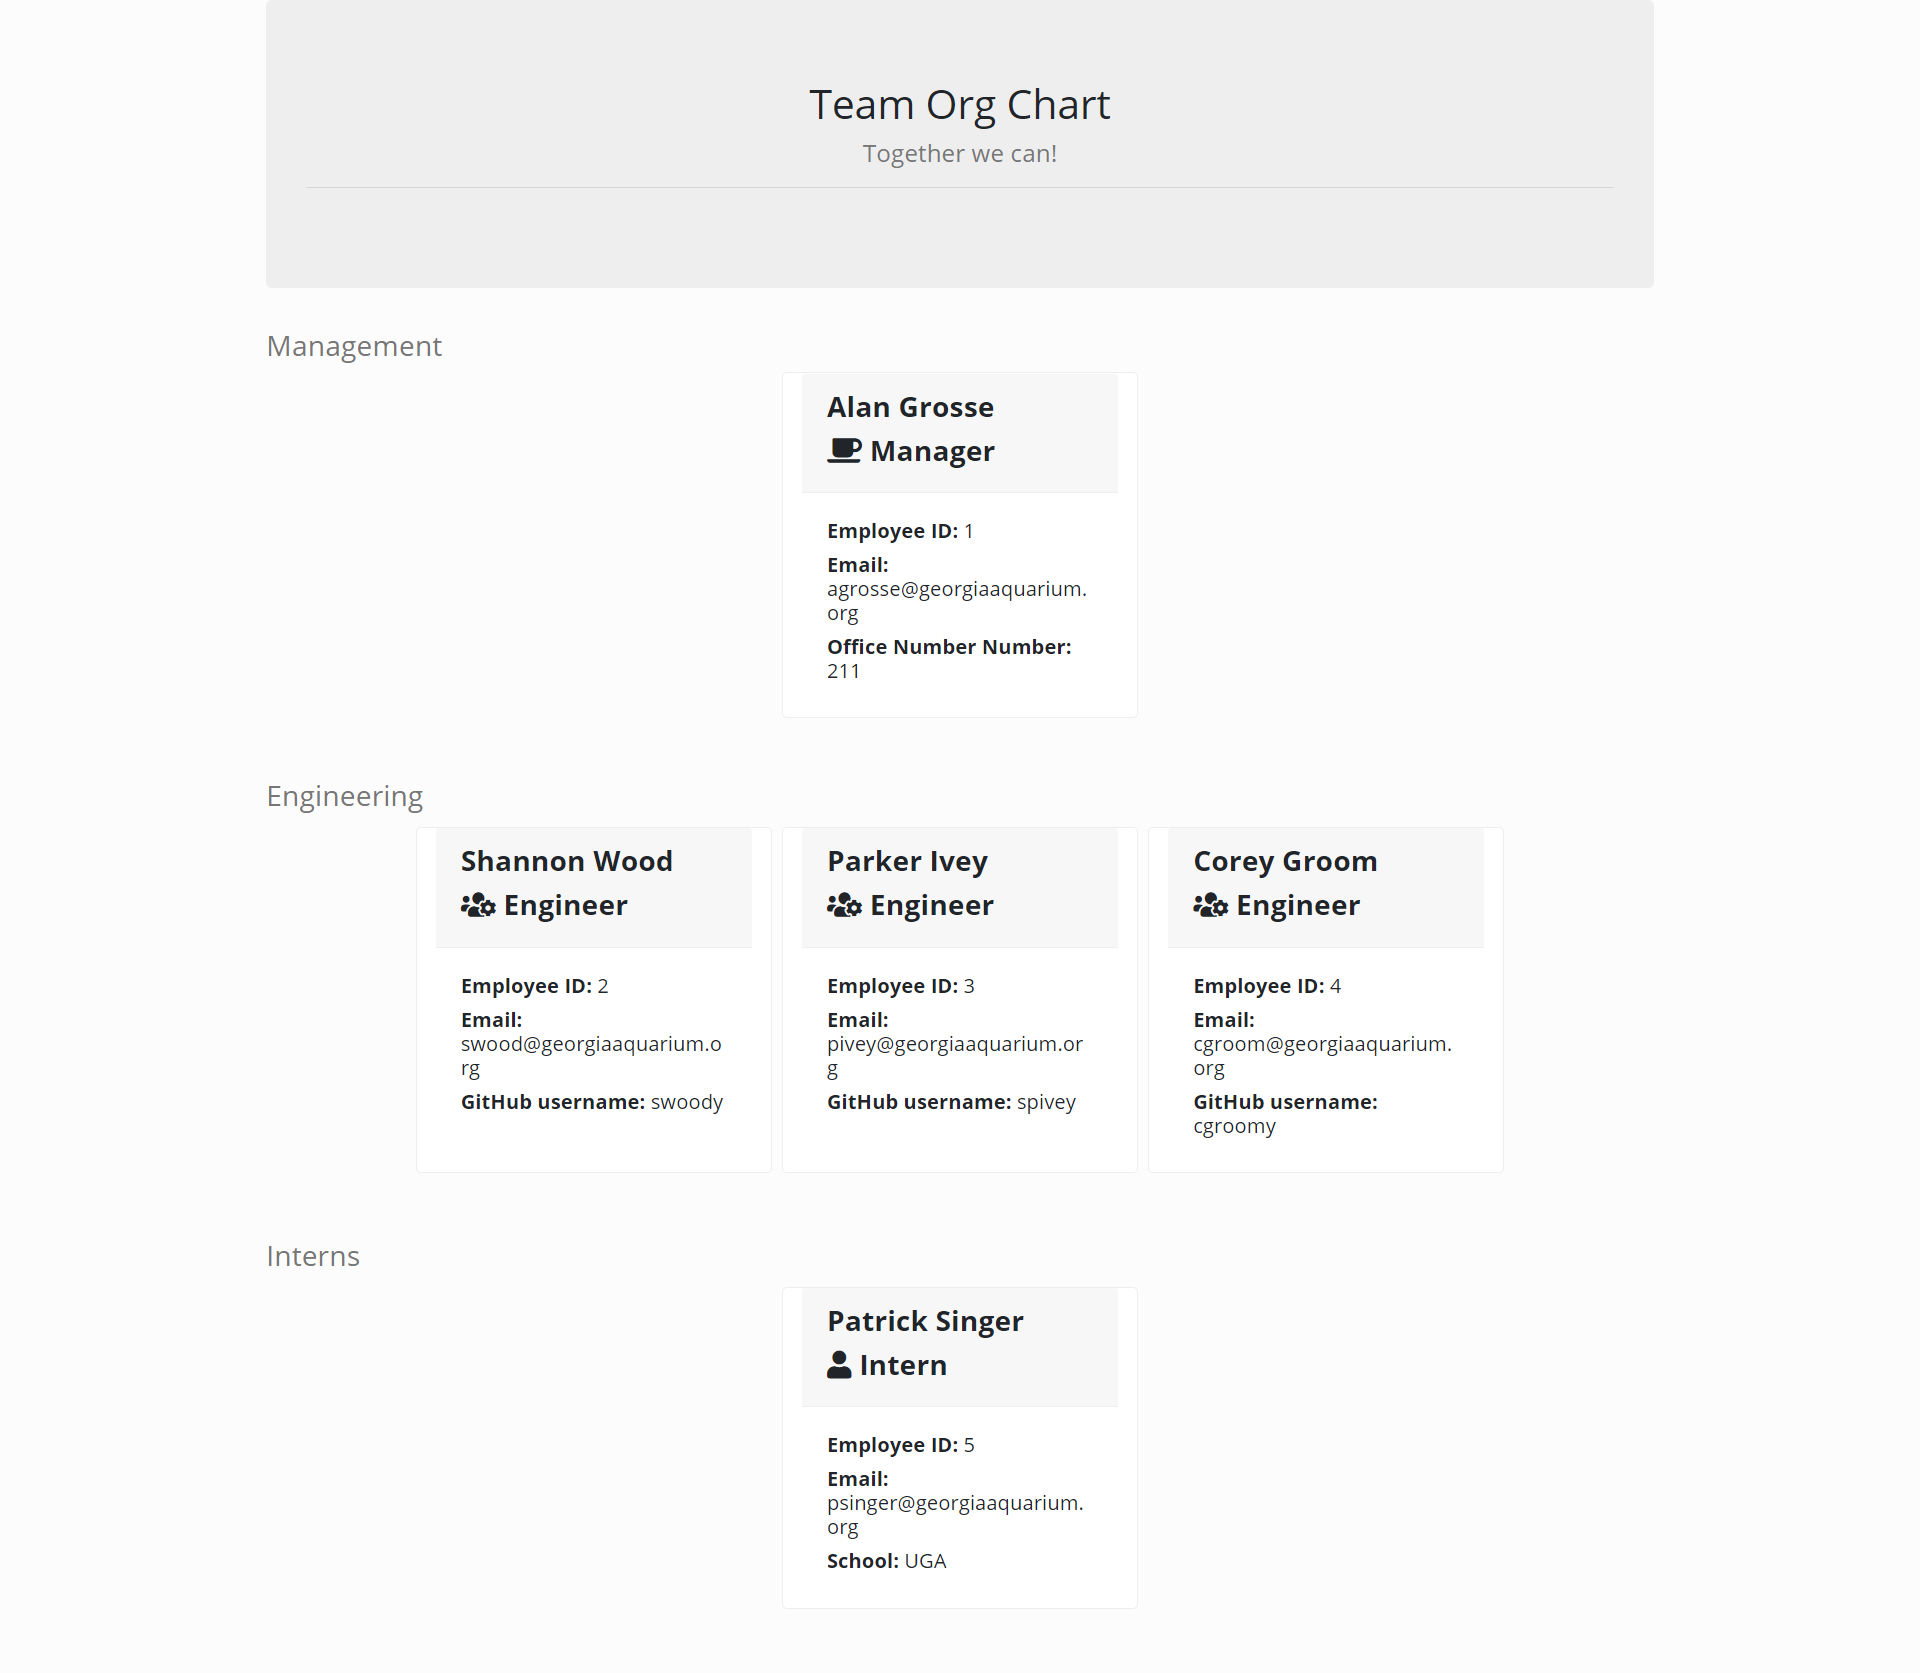 Team Org Chart
Together we can!
Management
Alan Grosse
Manager
Employee ID: 1
Email:
agrosse@georgiaaquarium.
org
Office Number Number:
211
Engineering
Shannon Wood
Engineer
Employee ID: 2
Email:
swood@georgiaaquarium.o
rg
GitHub username: swoody
Parker Ivey
Engineer
Employee ID: 3
Email:
pivey@georgiaaquarium.or
g
GitHub username: spivey
Corey Groom
Engineer
Employee ID: 4
Email:
cgroom@georgiaaquarium.
org
GitHub username:
cgroomy
Interns
Patrick Singer
Intern
Employee ID: 5
Email:
psinger@georgiaaquarium.
org
School: UGA